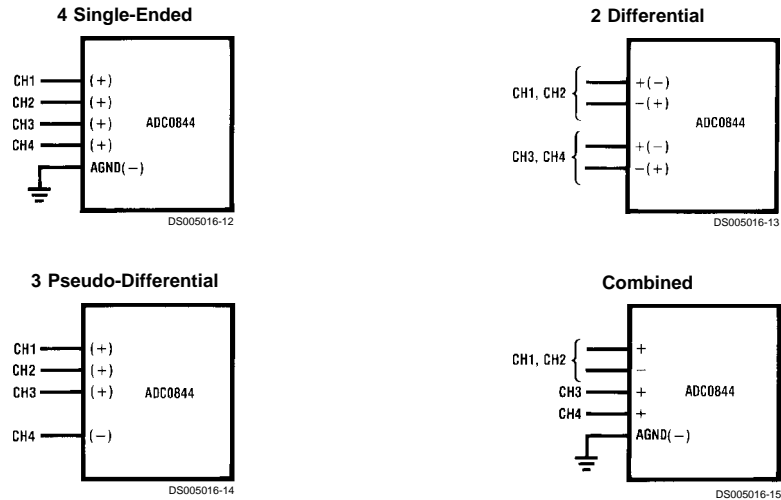 4 Single-Ended
CH1 (+)
CH2 (+)
CH3 (+)
CH4 (+)
ADC0844
AGND(−)
DS005016-12
2 Differential
CH1, CH2
+(−)
−(+)
ADC0844
CH3, CH4
+(−)
−(+)
DS005016-13
3 Pseudo-Differential
CH1 (+)
CH2 (+)
CH3 (+)
ADC0844
CH4 (−)
DS005016-14
Combined
CH1, CH2
+
−
CH3 +
ADC0844
CH4 +
AGND(−)
DS005016-15